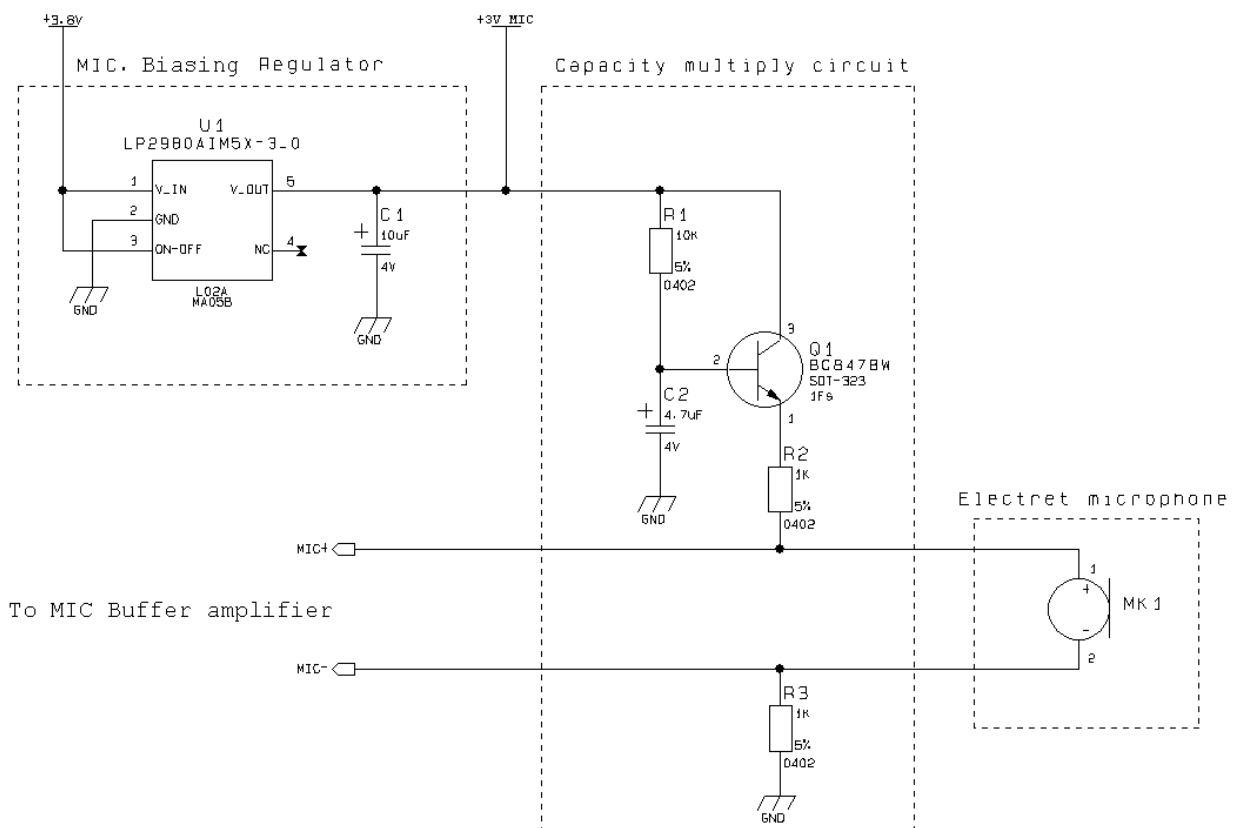 +3.8V
+3V MIC
MIC. Biasing Regulator
Capacity multiply circuit
U1
LP2980AIM5X-3_0
1
V_IN
V_OUT
5
2
GND
3
ON-OFF
NC
4
L02A
MA05B
GND
C1
+
10uF
4V
GND
R1
10K
5%
0402
3
2
Q1
BC847BW
SOT-323
1Fs
1
C2
+
4.7uF
4V
GND
R2
1K
5%
0402
Electret microphone
MIC+
1
+
MK1
-
2
To MIC Buffer amplifier
MIC-
R3
1K
5%
0402
GND